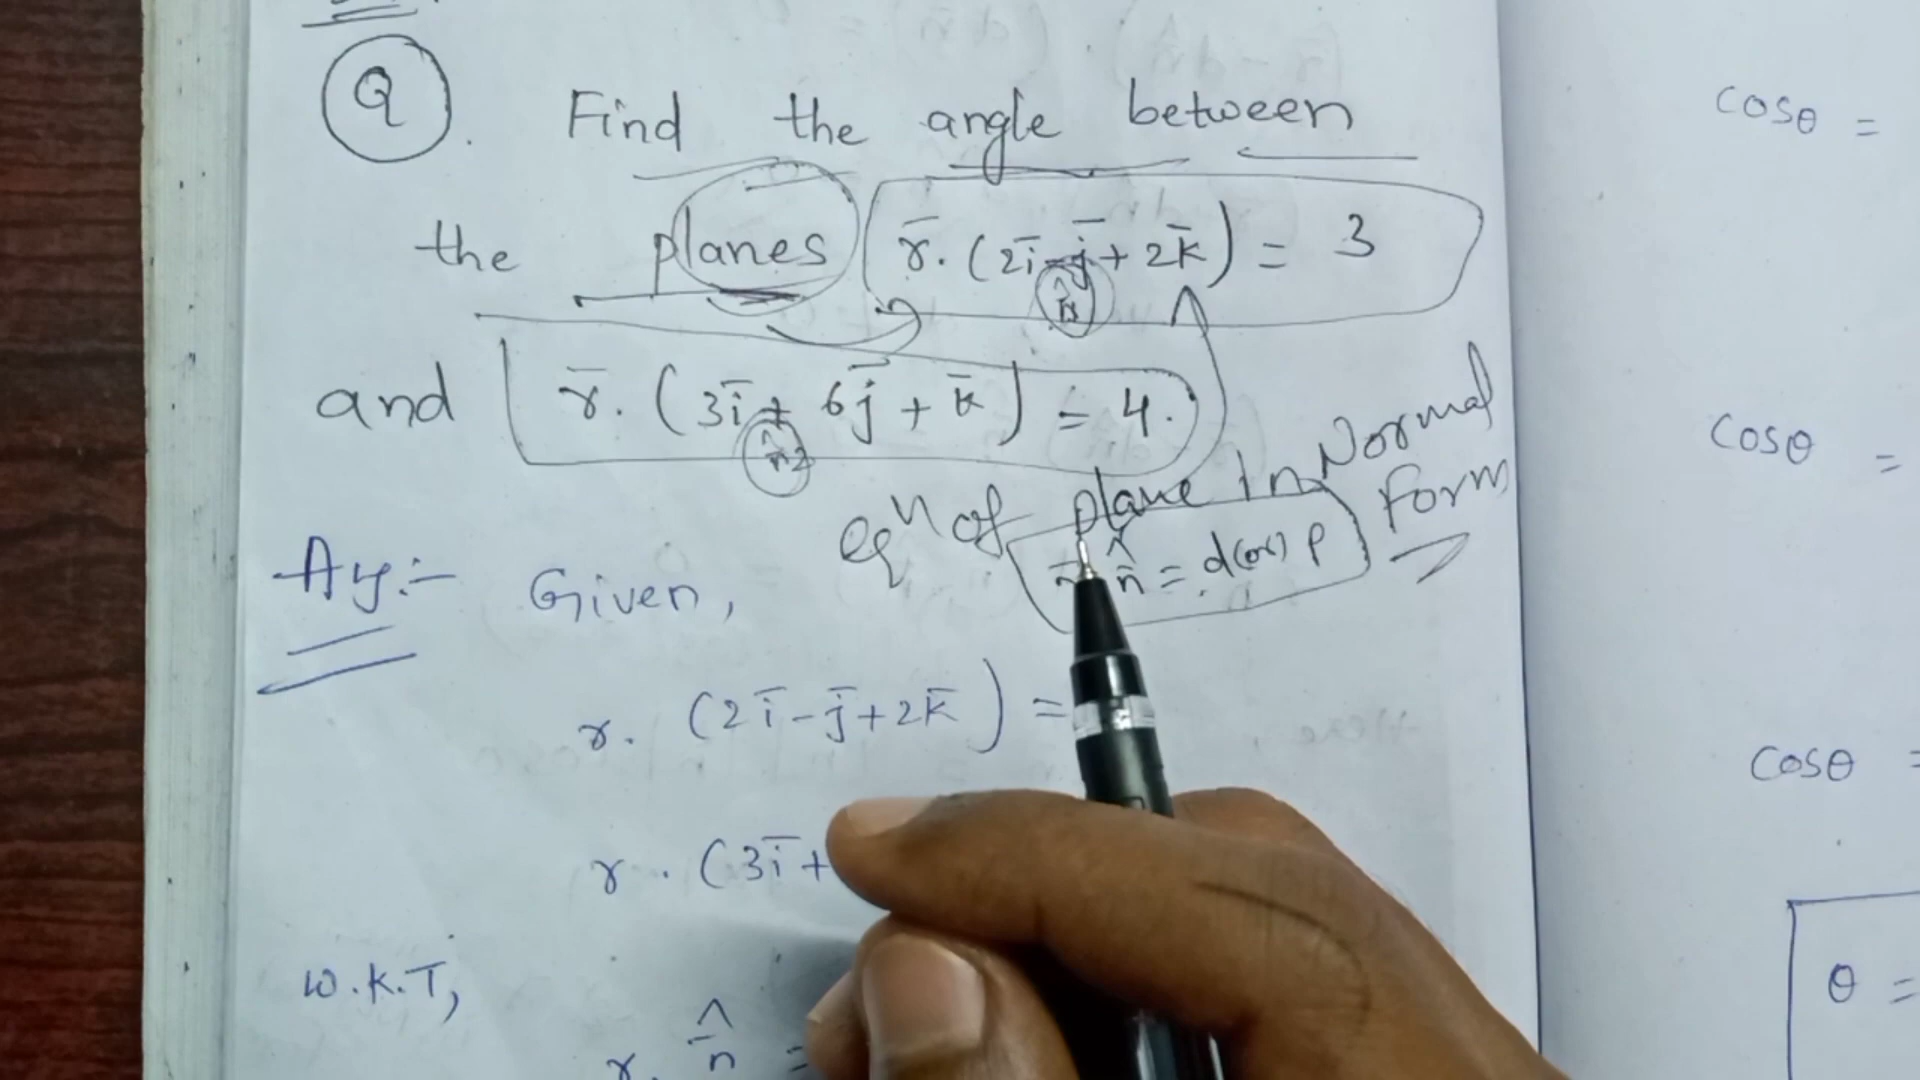 Q. Find the angle between
the planes r̄. (2ī - j̄ + 2k̄) = 3
n̂
and r̄. (3ī + 6j̄ + k̄) = 4.
n̂2
eqⁿ of plane in Normal
Form
n̂ = d(or) P
Given,
r. (2ī - j̄ + 2k̄) =
r. (3ī +
W.K.T,
r. n̂ =
cosθ =
cosθ =
cosθ =
θ =